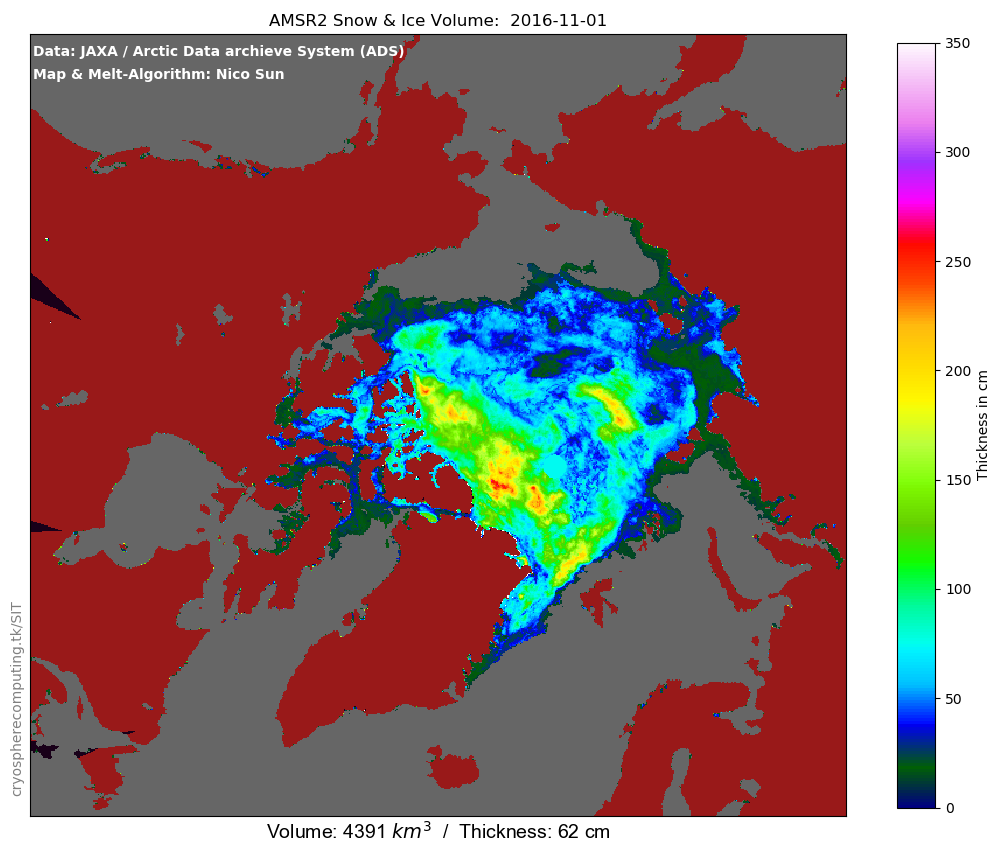 AMSR2 Snow & Ice Volume: 2016-11-01
Data: JAXA / Arctic Data archieve System (ADS)
Map & Melt-Algorithm: Nico Sun
350
300
250
200
150
100
50
0
Thickness in cm
cryospherecomputing.tk/SIT
Volume: 4391 km³ / Thickness: 62 cm